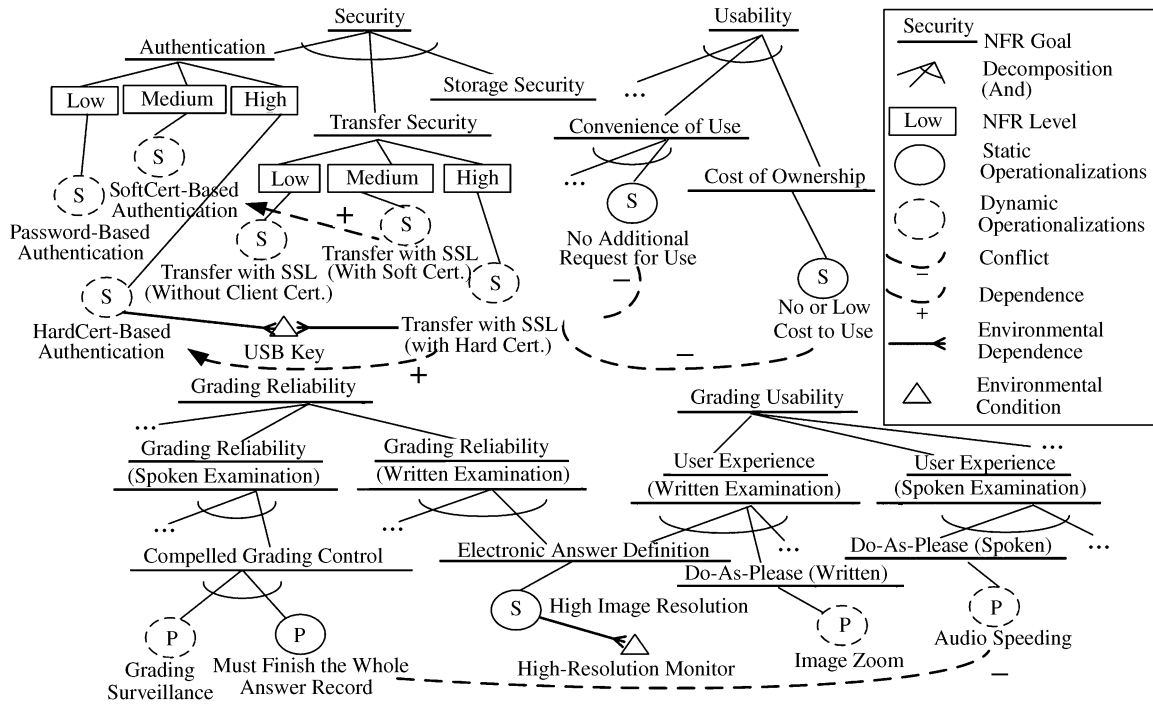 Security
Usability
Authentication
Low
Medium
High
Storage Security
...
Transfer Security
Convenience of Use
Low
Medium
High
...
Cost of Ownership
S
SoftCert-Based
Authentication
S
Password-Based
Authentication
+
S
Transfer with SSL
(With Soft Cert.)
S
Transfer with SSL
(Without Client Cert.)
S
S
No Additional
Request for Use
–
S
No or Low
Cost to Use
S
HardCert-Based
Authentication
USB Key
Transfer with SSL
(with Hard Cert.)
+
–
Security
NFR Goal
Decomposition
(And)
Low
NFR Level
Static
Operationalizations
Dynamic
Operationalizations
–
Conflict
+
Dependence
Environmental
Dependence
Environmental
Condition
Grading Reliability
...
Grading Reliability
(Spoken Examination)
Grading Reliability
(Written Examination)
...
...
Compelled Grading Control
Electronic Answer Definition
P
Grading
Surveillance
P
Must Finish the Whole
Answer Record
S
High Image Resolution
High-Resolution Monitor
Grading Usability
...
User Experience
(Written Examination)
User Experience
(Spoken Examination)
...
...
Do-As-Please (Spoken)
Do-As-Please (Written)
P
Image Zoom
P
Audio Speeding
–